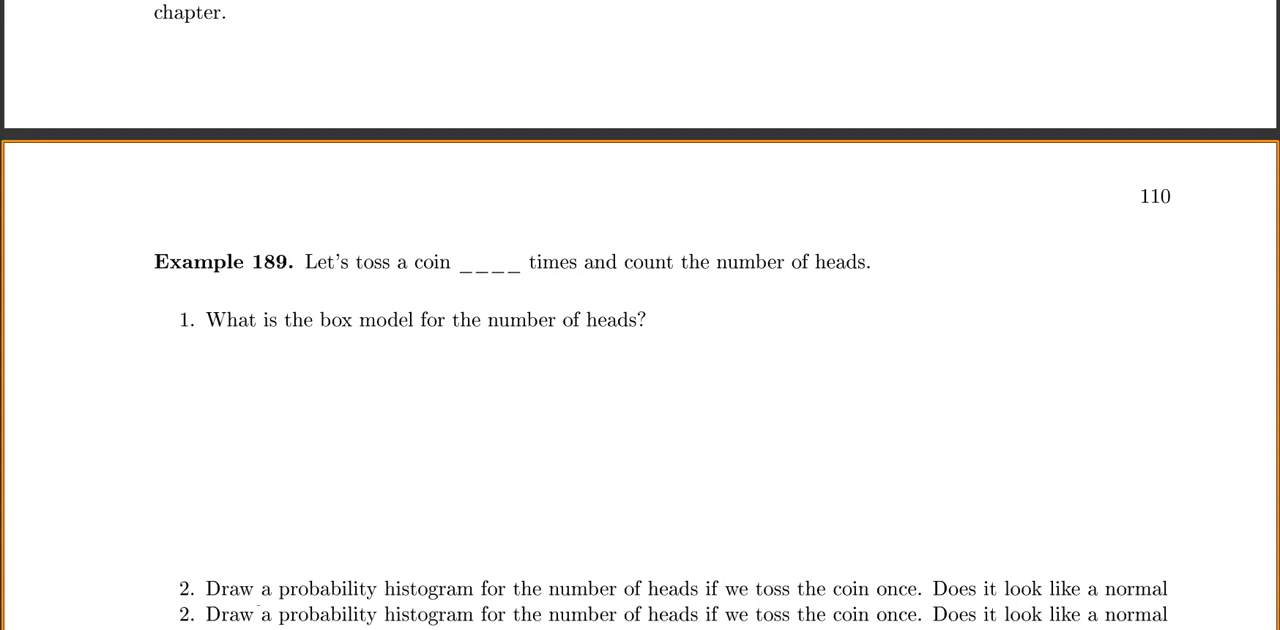 chapter.
110
Example 189. Let's toss a coin ____ times and count the number of heads.
1. What is the box model for the number of heads?
2. Draw a probability histogram for the number of heads if we toss the coin once. Does it look like a normal
2. Draw a probability histogram for the number of heads if we toss the coin once. Does it look like a normal